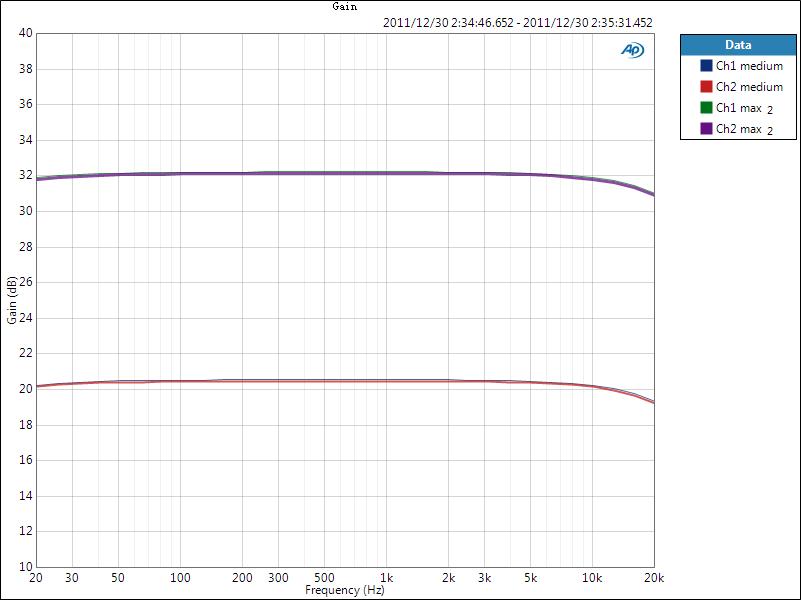 Gain
2011/12/30 2:34:46.652 - 2011/12/30 2:35:31.452
AP
Data
Ch1 medium
Ch2 medium
Ch1 max 2
Ch2 max 2
Gain (dB)
40
38
36
34
32
30
28
26
24
22
20
18
16
14
12
10
20 30 50 100 200 300 500 1k 2k 3k 5k 10k 20k
Frequency (Hz)